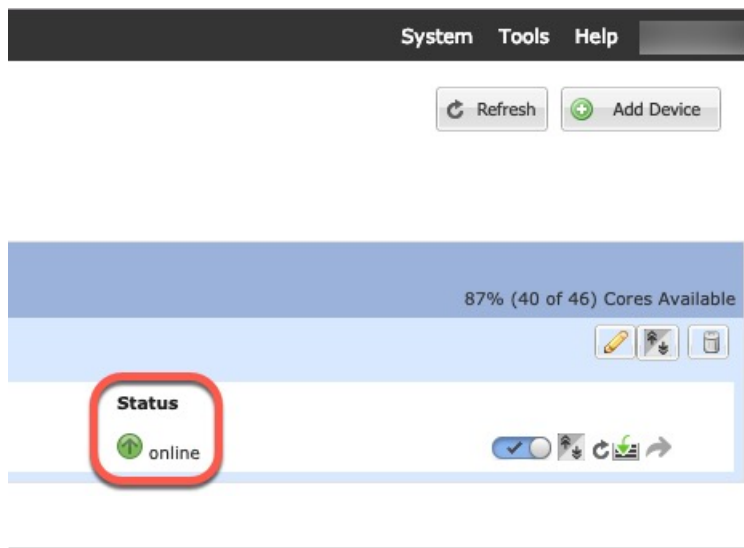 System Tools Help
Refresh Add Device
87% (40 of 46) Cores Available
Status
online